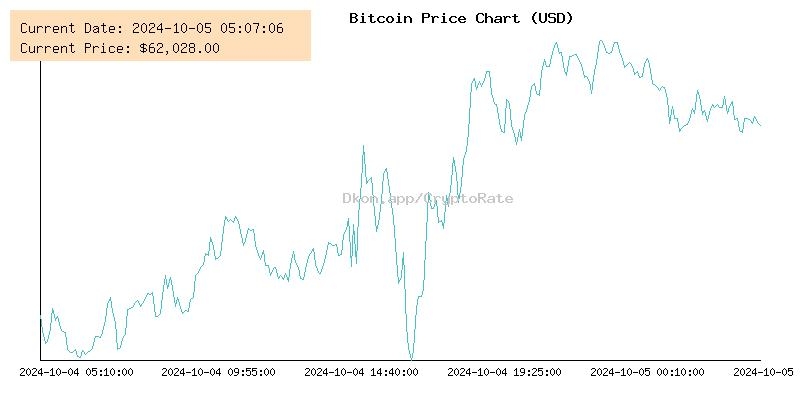 Bitcoin Price Chart (USD)
Current Date: 2024-10-05 05:07:06
Current Price: $62,028.00
Dkon.app/CryptoRate
2024-10-04 05:10:00
2024-10-04 09:55:00
2024-10-04 14:40:00
2024-10-04 19:25:00
2024-10-05 00:10:00
2024-10-05